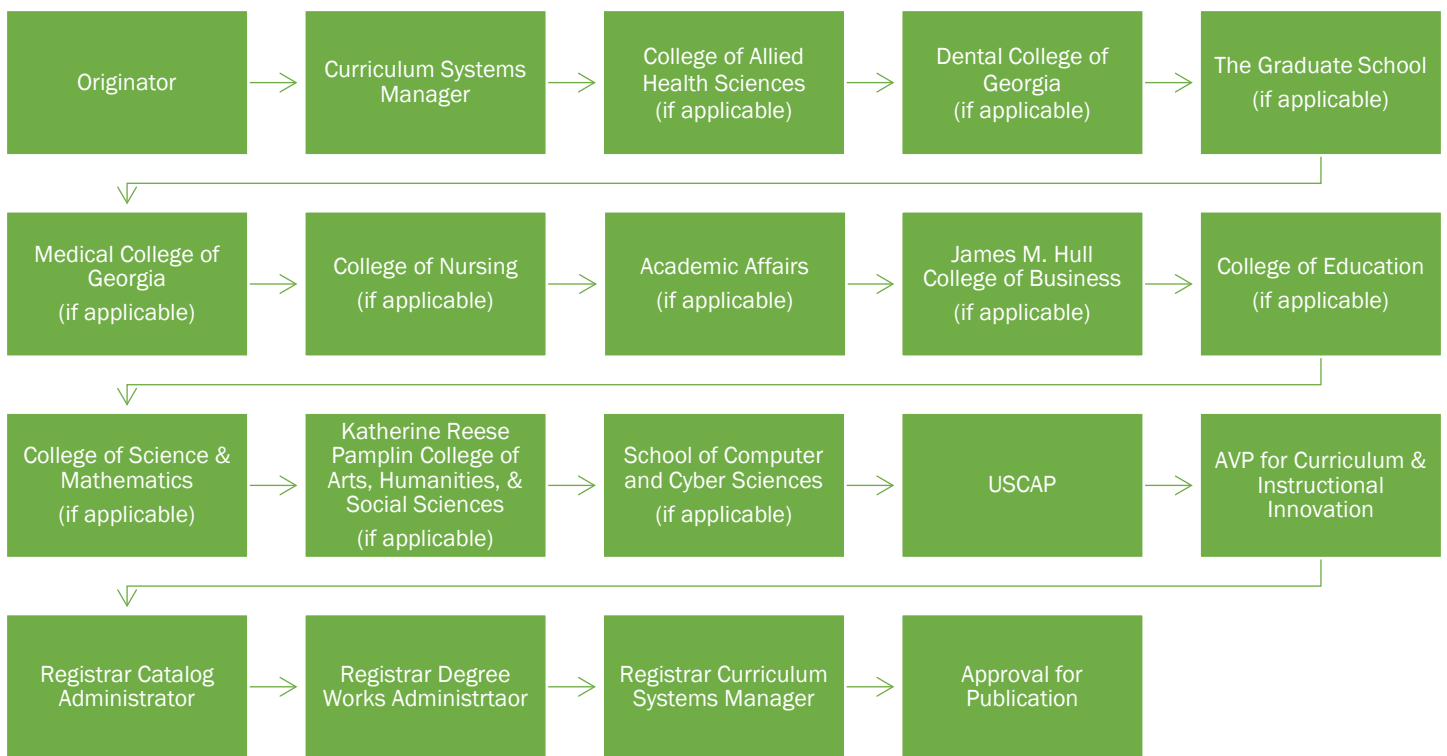 Originator
Curriculum Systems
Manager
College of Allied
Health Sciences
(if applicable)
Dental College of
Georgia
(if applicable)
The Graduate School
(if applicable)
Medical College of
Georgia
(if applicable)
College of Nursing
(if applicable)
Academic Affairs
(if applicable)
James M. Hull
College of Business
(if applicable)
College of Education
(if applicable)
College of Science &
Mathematics
(if applicable)
Katherine Reese
Pamplin College of
Arts, Humanities, &
Social Sciences
(if applicable)
School of Computer
and Cyber Sciences
(if applicable)
USCAP
AVP for Curriculum &
Instructional
Innovation
Registrar Catalog
Administrator
Registrar Degree
Works Administrtaor
Registrar Curriculum
Systems Manager
Approval for
Publication